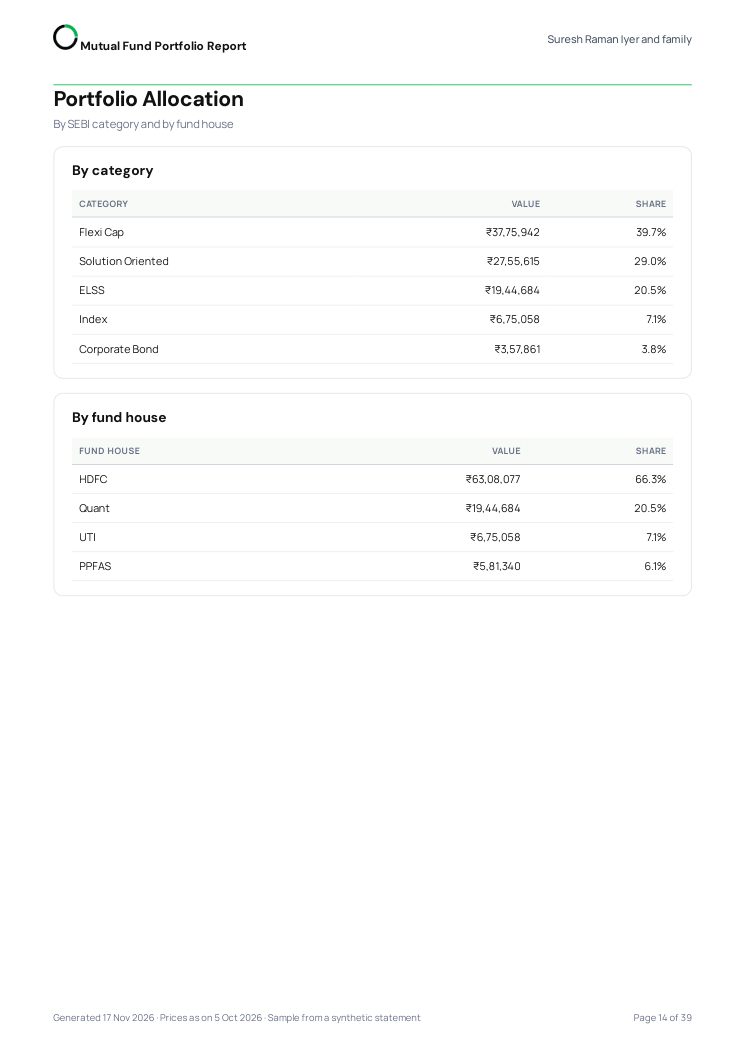 Mutual Fund Portfolio Report
Suresh Raman Iyer and family
Portfolio Allocation
By SEBI category and by fund house
By category
CATEGORY VALUE SHARE
Flexi Cap ₹37,75,942 39.7%
Solution Oriented ₹27,55,615 29.0%
ELSS ₹19,44,684 20.5%
Index ₹6,75,058 7.1%
Corporate Bond ₹3,57,861 3.8%
By fund house
FUND HOUSE VALUE SHARE
HDFC ₹63,08,077 66.3%
Quant ₹19,44,684 20.5%
UTI ₹6,75,058 7.1%
PPFAS ₹5,81,340 6.1%
Generated 17 Nov 2026 · Prices as on 5 Oct 2026 · Sample from a synthetic statement
Page 14 of 39